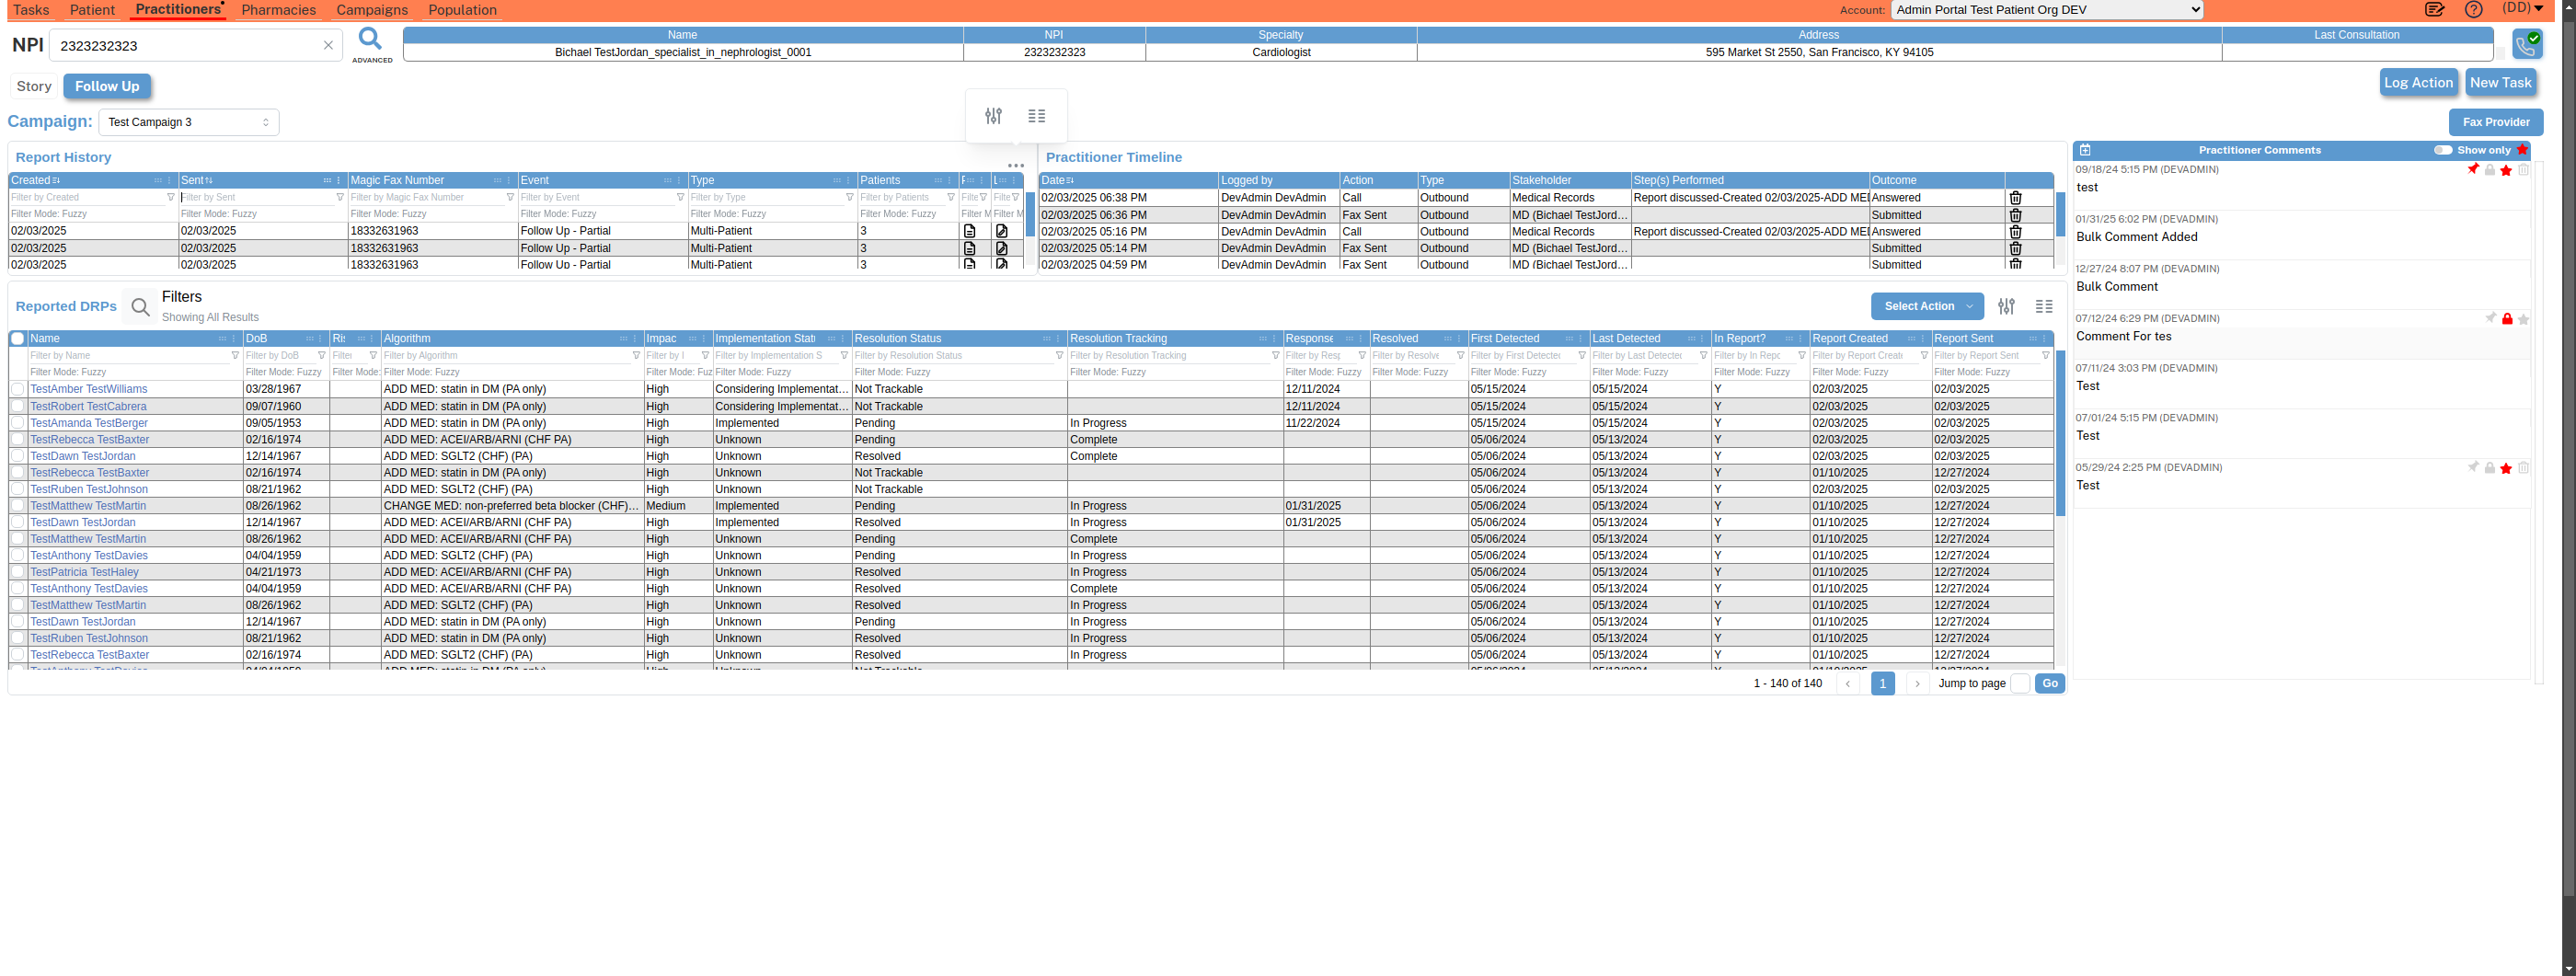 Tasks Patient Practitioners Pharmacies Campaigns Population Account: Admin Portal Test Patient Org DEV (DD)
NPI 2323232323 ADVANCED
Name NPI Specialty Address Last Consultation
Bichael TestJordan_specialist_in_nephrologist_0001 2323232323 Cardiologist 595 Market St 2550, San Francisco, KY 94105
Story Follow Up Log Action New Task
Campaign: Test Campaign 3 Fax Provider
Report History
Created Sent Magic Fax Number Event Type Patients
Filter by Created Filter by Sent Filter by Magic Fax Number Filter by Event Filter by Type Filter by Patients Filte Filte
Filter Mode: Fuzzy Filter Mode: Fuzzy Filter Mode: Fuzzy Filter Mode: Fuzzy Filter Mode: Fuzzy Filter Mode: Fuzzy Filter M Filter M
02/03/2025 02/03/2025 18332631963 Follow Up - Partial Multi-Patient 3
02/03/2025 02/03/2025 18332631963 Follow Up - Partial Multi-Patient 3
02/03/2025 02/03/2025 18332631963 Follow Up - Partial Multi-Patient 3
Practitioner Timeline
Date Logged by Action Type Stakeholder Step(s) Performed Outcome
02/03/2025 06:38 PM DevAdmin DevAdmin Call Outbound Medical Records Report discussed-Created 02/03/2025-ADD MED Answered
02/03/2025 06:36 PM DevAdmin DevAdmin Fax Sent Outbound MD (Bichael TestJord... Submitted
02/03/2025 05:16 PM DevAdmin DevAdmin Call Outbound Medical Records Report discussed-Created 02/03/2025-ADD MED Answered
02/03/2025 05:14 PM DevAdmin DevAdmin Fax Sent Outbound MD (Bichael TestJord... Submitted
02/03/2025 04:59 PM DevAdmin DevAdmin Fax Sent Outbound MD (Bichael TestJord... Submitted
Reported DRPs Filters
Showing All Results
Select Action
Name DoB Ris Algorithm Impac Implementation Stat Resolution Status Resolution Tracking Response Resolved First Detected Last Detected In Report? Report Created Report Sent
Filter by Name Filter by DoB Filter Filter by Algorithm Filter by I Filter by Implementation S Filter by Resolution Status Filter by Resolution Tracking Filter by Resp Filter by Resolve Filter by First Detected Filter by Last Detected Filter by In Repo Filter by Report Create Filter by Report Sent
Filter Mode: Fuzzy Filter Mode: Fuzzy Filter Mode: Filter Mode: Fuzzy Filter Mode: Fuz Filter Mode: Fuzzy Filter Mode: Fuzzy Filter Mode: Fuzzy Filter Mode: Fuzzy Filter Mode: Fuzzy Filter Mode: Fuzzy Filter Mode: Fuzzy Filter Mode: Fuzzy Filter Mode: Fuzzy Filter Mode: Fuzzy
TestAmber TestWilliams 03/28/1967 ADD MED: statin in DM (PA only) High Considering Implementat... Not Trackable 12/11/2024 05/15/2024 05/15/2024 Y 02/03/2025 02/03/2025
TestRobert TestCabrera 09/07/1960 ADD MED: statin in DM (PA only) High Considering Implementat... Not Trackable 12/11/2024 05/15/2024 05/15/2024 Y 02/03/2025 02/03/2025
TestAmanda TestBerger 09/05/1953 ADD MED: statin in DM (PA only) High Implemented Pending In Progress 11/22/2024 05/15/2024 05/15/2024 Y 02/03/2025 02/03/2025
TestRebecca TestBaxter 02/16/1974 ADD MED: ACEI/ARB/ARNI (CHF PA) High Unknown Pending Complete 05/06/2024 05/13/2024 Y 02/03/2025 02/03/2025
TestDawn TestJordan 12/14/1967 ADD MED: SGLT2 (CHF) (PA) High Unknown Resolved Complete 05/06/2024 05/13/2024 Y 02/03/2025 02/03/2025
TestRebecca TestBaxter 02/16/1974 ADD MED: statin in DM (PA only) High Unknown Not Trackable 05/06/2024 05/13/2024 Y 01/10/2025 12/27/2024
TestRuben TestJohnson 08/21/1962 ADD MED: SGLT2 (CHF) (PA) High Unknown Not Trackable 05/06/2024 05/13/2024 Y 02/03/2025 02/03/2025
TestMatthew TestMartin 08/26/1962 CHANGE MED: non-preferred beta blocker (CHF)... Medium Implemented Pending In Progress 01/31/2025 05/06/2024 05/13/2024 Y 01/10/2025 12/27/2024
TestDawn TestJordan 12/14/1967 ADD MED: ACEI/ARB/ARNI (CHF PA) High Implemented Resolved In Progress 01/31/2025 05/06/2024 05/13/2024 Y 01/10/2025 12/27/2024
TestMatthew TestMartin 08/26/1962 ADD MED: ACEI/ARB/ARNI (CHF PA) High Unknown Pending Complete 05/06/2024 05/13/2024 Y 01/10/2025 12/27/2024
TestAnthony TestDavies 04/04/1959 ADD MED: SGLT2 (CHF) (PA) High Unknown Pending In Progress 05/06/2024 05/13/2024 Y 01/10/2025 12/27/2024
TestPatricia TestHaley 04/21/1973 ADD MED: ACEI/ARB/ARNI (CHF PA) High Unknown Resolved In Progress 05/06/2024 05/13/2024 Y 01/10/2025 12/27/2024
TestAnthony TestDavies 04/04/1959 ADD MED: ACEI/ARB/ARNI (CHF PA) High Unknown Resolved Complete 05/06/2024 05/13/2024 Y 01/10/2025 12/27/2024
TestMatthew TestMartin 08/26/1962 ADD MED: SGLT2 (CHF) (PA) High Unknown Resolved In Progress 05/06/2024 05/13/2024 Y 01/10/2025 12/27/2024
TestDawn TestJordan 12/14/1967 ADD MED: statin in DM (PA only) High Unknown Pending In Progress 05/06/2024 05/13/2024 Y 01/10/2025 12/27/2024
TestRuben TestJohnson 08/21/1962 ADD MED: statin in DM (PA only) High Unknown Resolved In Progress 05/06/2024 05/13/2024 Y 01/10/2025 12/27/2024
TestRebecca TestBaxter 02/16/1974 ADD MED: SGLT2 (CHF) (PA) High Unknown Resolved In Progress 05/06/2024 05/13/2024 Y 01/10/2025 12/27/2024
1 - 140 of 140 1 Jump to page Go
Practitioner Comments Show only
09/18/24 5:15 PM (DEVADMIN)
test
01/31/25 6:02 PM (DEVADMIN)
Bulk Comment Added
12/27/24 8:07 PM (DEVADMIN)
Bulk Comment
07/12/24 6:29 PM (DEVADMIN)
Comment For tes
07/11/24 3:03 PM (DEVADMIN)
Test
07/01/24 5:15 PM (DEVADMIN)
Test
05/29/24 2:25 PM (DEVADMIN)
Test